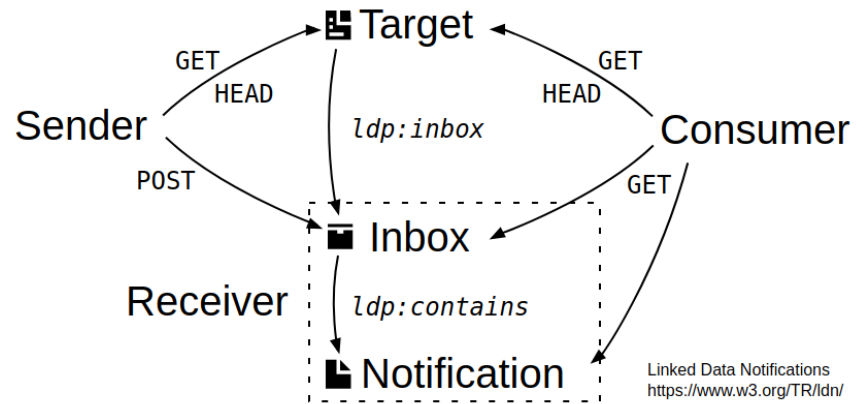 Target
GET
GET
HEAD
HEAD
Sender
ldp:inbox
Consumer
POST
GET
Inbox
Receiver
ldp:contains
Notification
Linked Data Notifications
https://www.w3.org/TR/ldn/